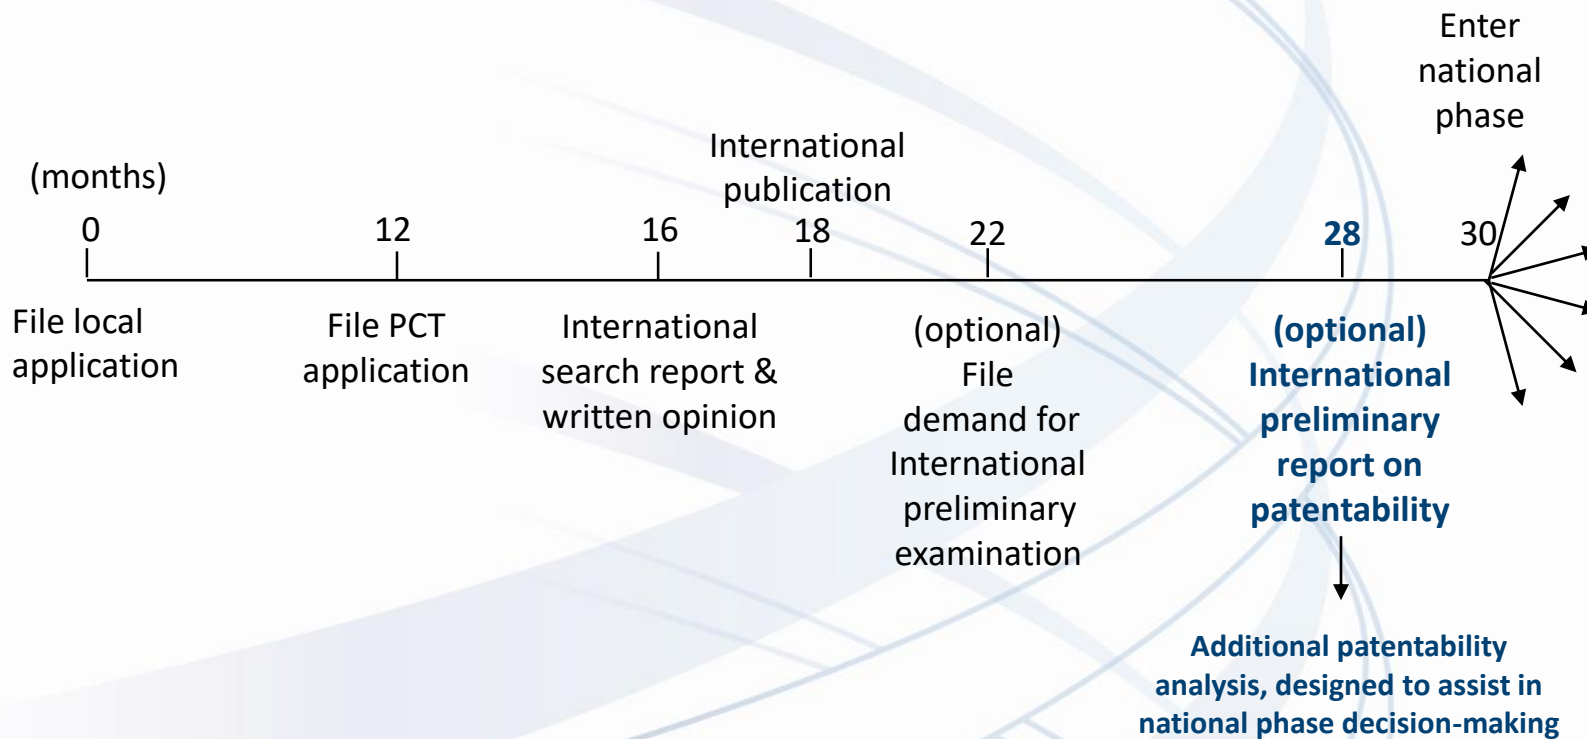 Enter
national
phase
International
publication
(months)
0
12
16
18
22
28
30
File local
application
File PCT
application
International
search report &
written opinion
(optional)
File
demand for
International
preliminary
examination
(optional)
International
preliminary
report on
patentability
Additional patentability
analysis, designed to assist in
national phase decision-making